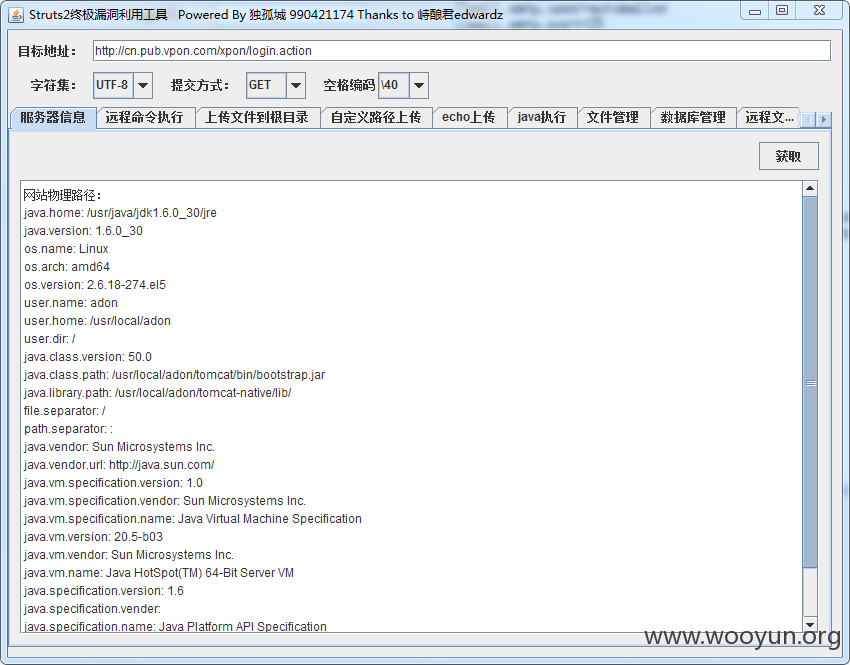 Struts2终极漏洞利用工具 Powered By 独孤城 990421174 Thanks to 峙酿君edwardz
目标地址： http://cn.pub.vpon.com/xpon/login.action
字符集： UTF-8 提交方式： GET 空格编码 \40
服务器信息 远程命令执行 上传文件到根目录 自定义路径上传 echo上传 java执行 文件管理 数据库管理 远程文...
获取
网站物理路径：
java.home: /usr/java/jdk1.6.0_30/jre
java.version: 1.6.0_30
os.name: Linux
os.arch: amd64
os.version: 2.6.18-274.el5
user.name: adon
user.home: /usr/local/adon
user.dir: /
java.class.version: 50.0
java.class.path: /usr/local/adon/tomcat/bin/bootstrap.jar
java.library.path: /usr/local/adon/tomcat-native/lib/
file.separator: /
path.separator: :
java.vendor: Sun Microsystems Inc.
java.vendor.url: http://java.sun.com/
java.vm.specification.version: 1.0
java.vm.specification.vendor: Sun Microsystems Inc.
java.vm.specification.name: Java Virtual Machine Specification
java.vm.version: 20.5-b03
java.vm.vendor: Sun Microsystems Inc.
java.vm.name: Java HotSpot(TM) 64-Bit Server VM
java.specification.version: 1.6
java.specification.vender:
java.specification.name: Java Platform API Specification
www.wooyun.org